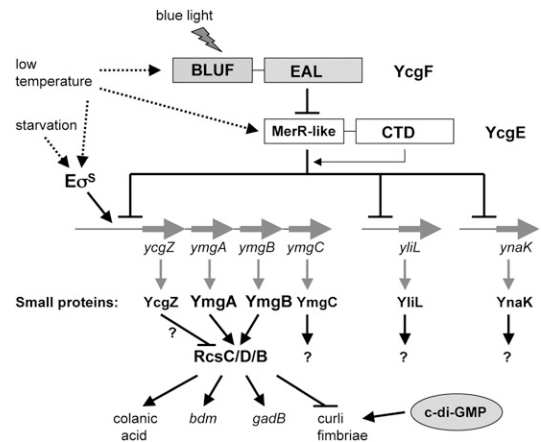 blue light
low
temperature
BLUF EAL YcgF
starvation
MerR-like CTD YcgE
Eσˢ
ycgZ ymgA ymgB ymgC yliL ynaK
Small proteins: YcgZ YmgA YmgB YmgC YliL YnaK
? 
RcsC/D/B ? ? ?
colanic
acid
bdm gadB curli
fimbriae
c-di-GMP